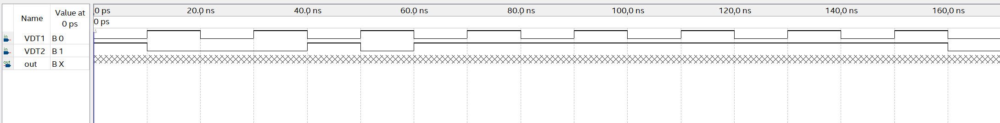 Name Value at 0 ps
0 ps 20.0 ns 40.0 ns 60.0 ns 80.0 ns 100.0 ns 120.0 ns 140.0 ns 160.0 ns
0 ps
in VDT1 B 0
in VDT2 B 1
out out B X